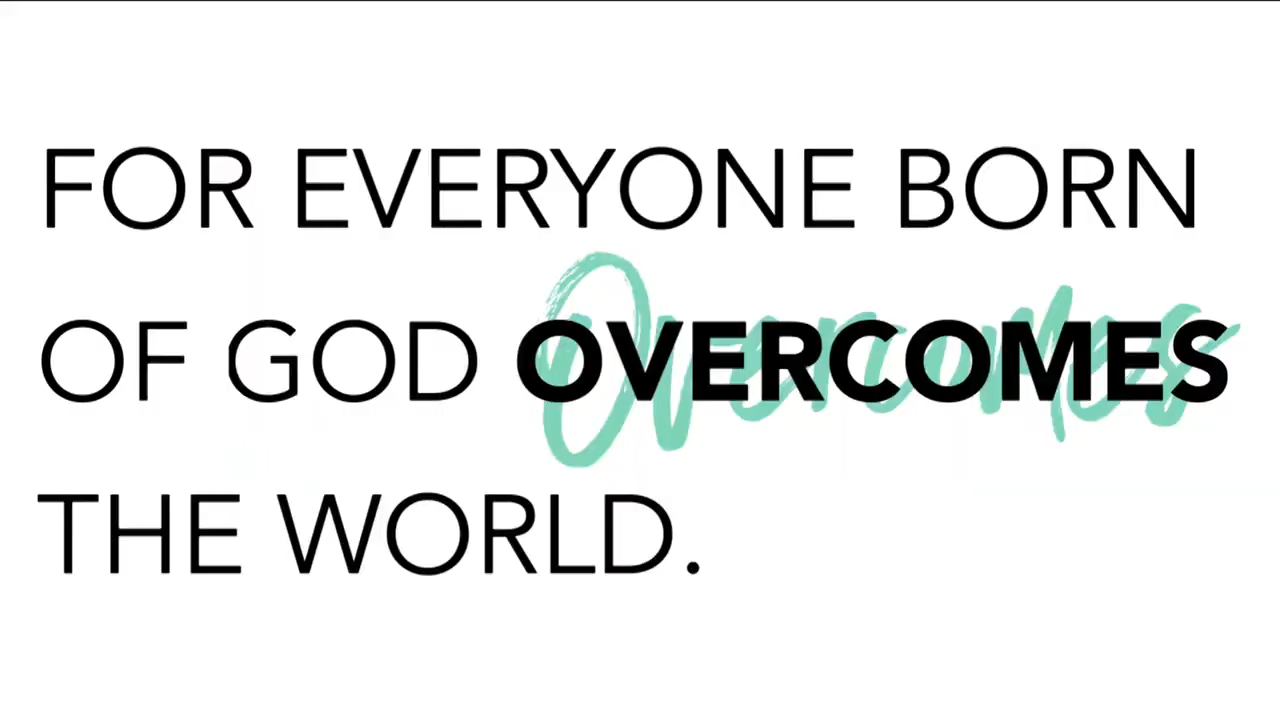 FOR EVERYONE BORN
OF GOD OVERCOMES
Overcomes
THE WORLD.